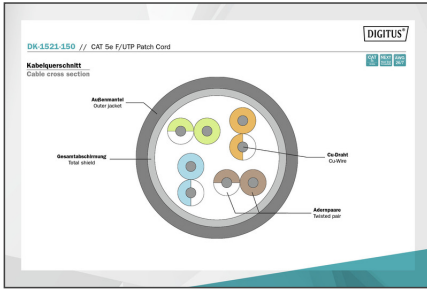 DIGITUS®
DK-1521-150 // CAT 5e F/UTP Patch Cord
Kabelquerschnitt
Cable cross section
Außenmantel
Outer jacket
Gesamtabschirmung
Total shield
Cu-Draht
Cu-Wire
Aderspaare
Twisted pair